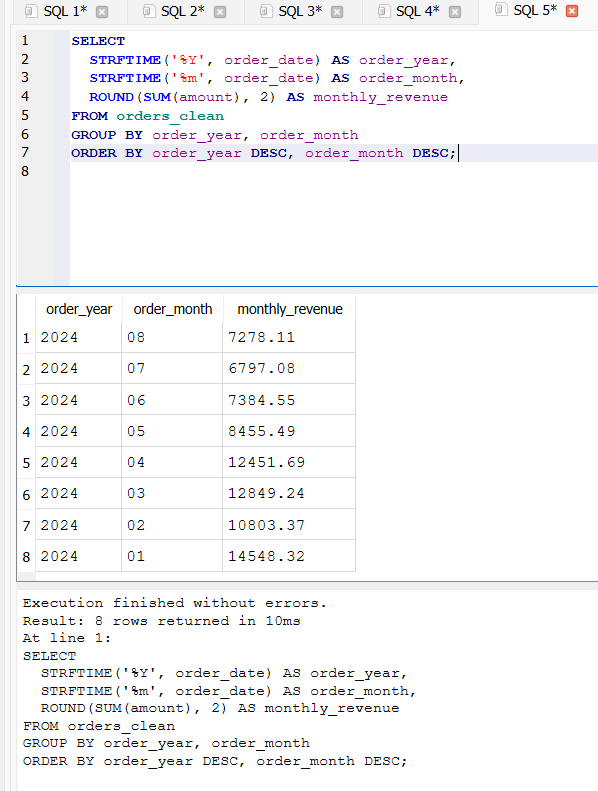 SQL 1* SQL 2* SQL 3* SQL 4* SQL 5*
1 SELECT
2 STRFTIME('%Y', order_date) AS order_year,
3 STRFTIME('%m', order_date) AS order_month,
4 ROUND(SUM(amount), 2) AS monthly_revenue
5 FROM orders_clean
6 GROUP BY order_year, order_month
7 ORDER BY order_year DESC, order_month DESC;
8
order_year order_month monthly_revenue
1 2024 08 7278.11
2 2024 07 6797.08
3 2024 06 7384.55
4 2024 05 8455.49
5 2024 04 12451.69
6 2024 03 12849.24
7 2024 02 10803.37
8 2024 01 14548.32
Execution finished without errors.
Result: 8 rows returned in 10ms
At line 1:
SELECT
STRFTIME('%Y', order_date) AS order_year,
STRFTIME('%m', order_date) AS order_month,
ROUND(SUM(amount), 2) AS monthly_revenue
FROM orders_clean
GROUP BY order_year, order_month
ORDER BY order_year DESC, order_month DESC;